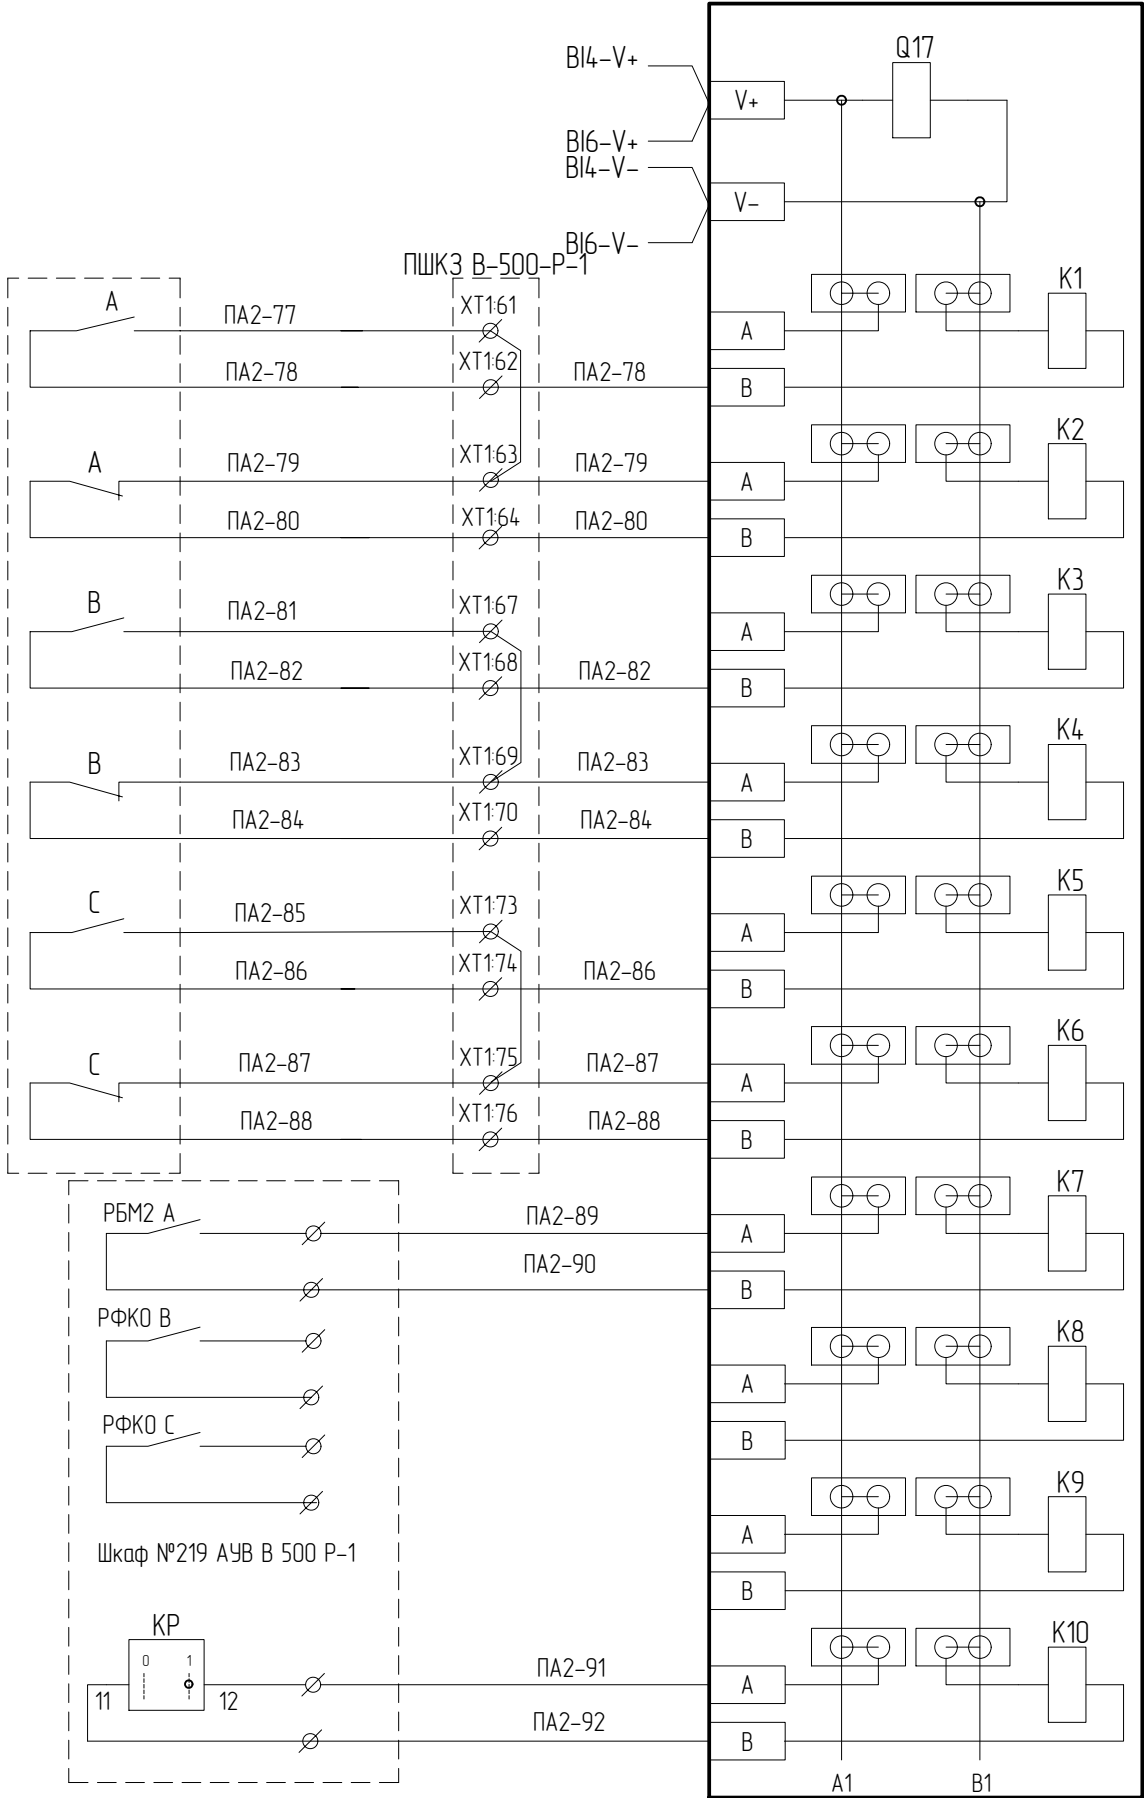 Q17
BI4-V+
V+
BI6-V+
BI4-V-
V-
BI6-V-
ПШКЗ В-500-Р-1
A ПА2-77 XT1:61 A K1
ПА2-78 XT1:62 ПА2-78 B
A ПА2-79 XT1:63 ПА2-79 A K2
ПА2-80 XT1:64 ПА2-80 B
B ПА2-81 XT1:67 A K3
ПА2-82 XT1:68 ПА2-82 B
B ПА2-83 XT1:69 ПА2-83 A K4
ПА2-84 XT1:70 ПА2-84 B
C ПА2-85 XT1:73 A K5
ПА2-86 XT1:74 ПА2-86 B
C ПА2-87 XT1:75 ПА2-87 A K6
ПА2-88 XT1:76 ПА2-88 B
РБМ2 А ПА2-89 A K7
ПА2-90 B
РФКО В A K8
B
РФКО С
A K9
Шкаф №219 АУВ В 500 Р-1
B
КР
0 1
11 12 ПА2-91 A K10
ПА2-92 B
A1 B1